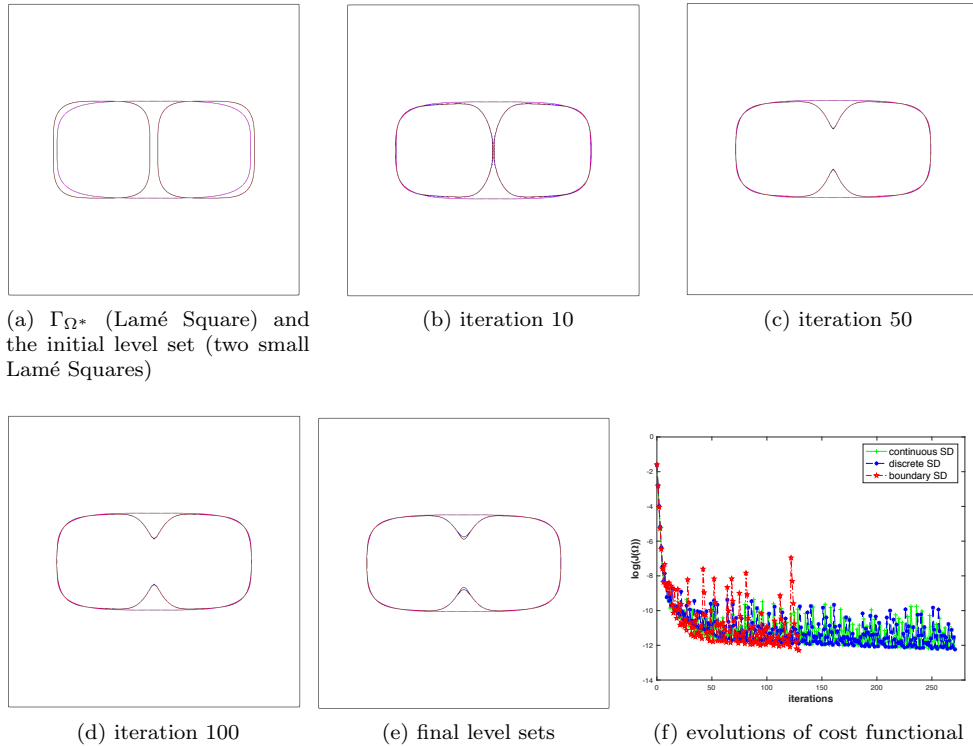 (a) Γ_Ω* (Lamé Square) and
the initial level set (two small
Lamé Squares)
(b) iteration 10
(c) iteration 50
(d) iteration 100
(e) final level sets
0
-2
-4
-6
-8
-10
-12
-14
log(J(Ω))
continuous SD
discrete SD
boundary SD
0 50 100 150 200 250
iterations
(f) evolutions of cost functional